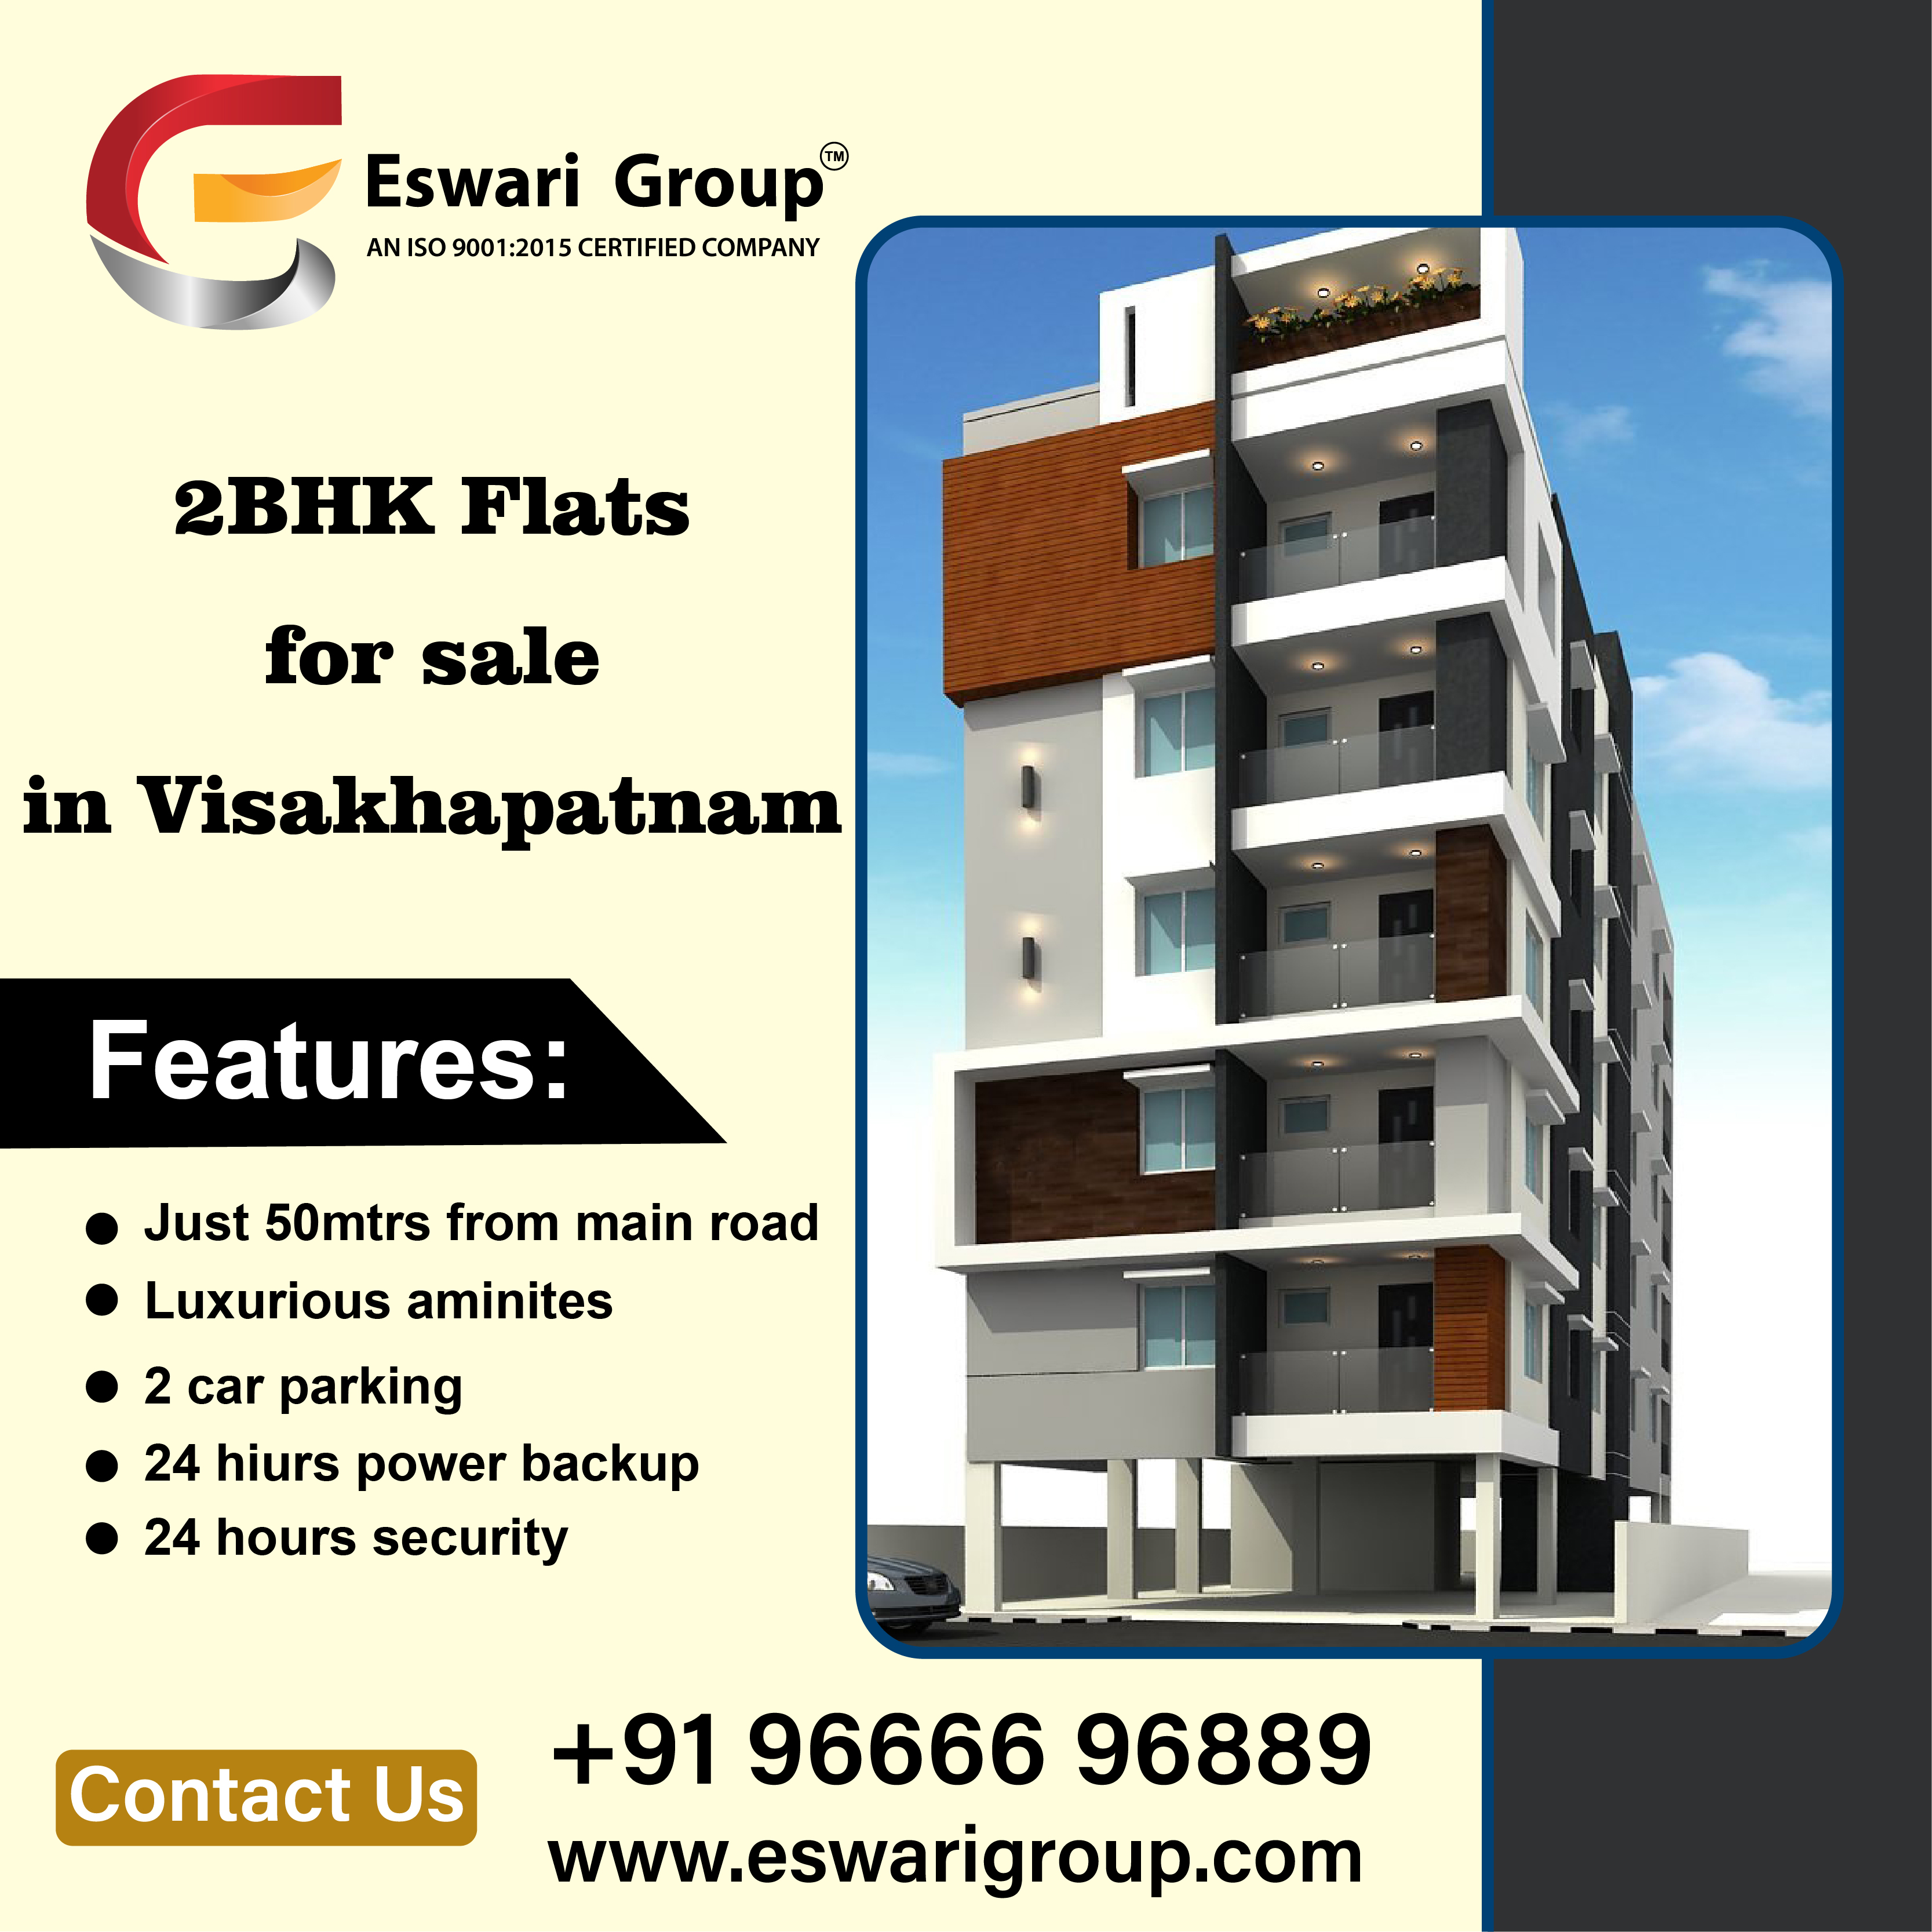 Eswari Group TM
AN ISO 9001:2015 CERTIFIED COMPANY
2BHK Flats
for sale
in Visakhapatnam
Features:
Just 50mtrs from main road
Luxurious aminites
2 car parking
24 hiurs power backup
24 hours security
Contact Us
+91 96666 96889
www.eswarigroup.com